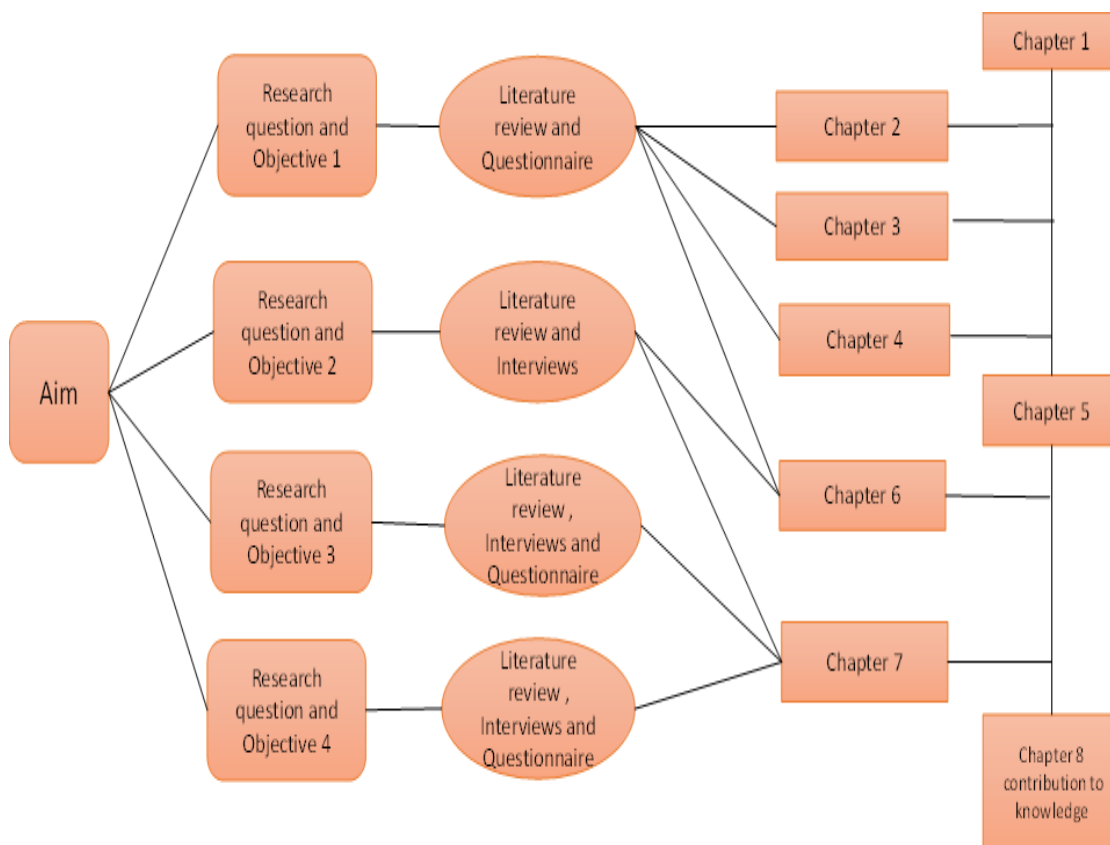 Aim
Research
question and
Objective 1
Research
question and
Objective 2
Research
question and
Objective 3
Research
question and
Objective 4
Literature
review and
Questionnaire
Literature
review and
Interviews
Literature
review ,
Interviews and
Questionnaire
Literature
review ,
Interviews and
Questionnaire
Chapter 2
Chapter 3
Chapter 4
Chapter 6
Chapter 7
Chapter 1
Chapter 5
Chapter 8
contribution to
knowledge